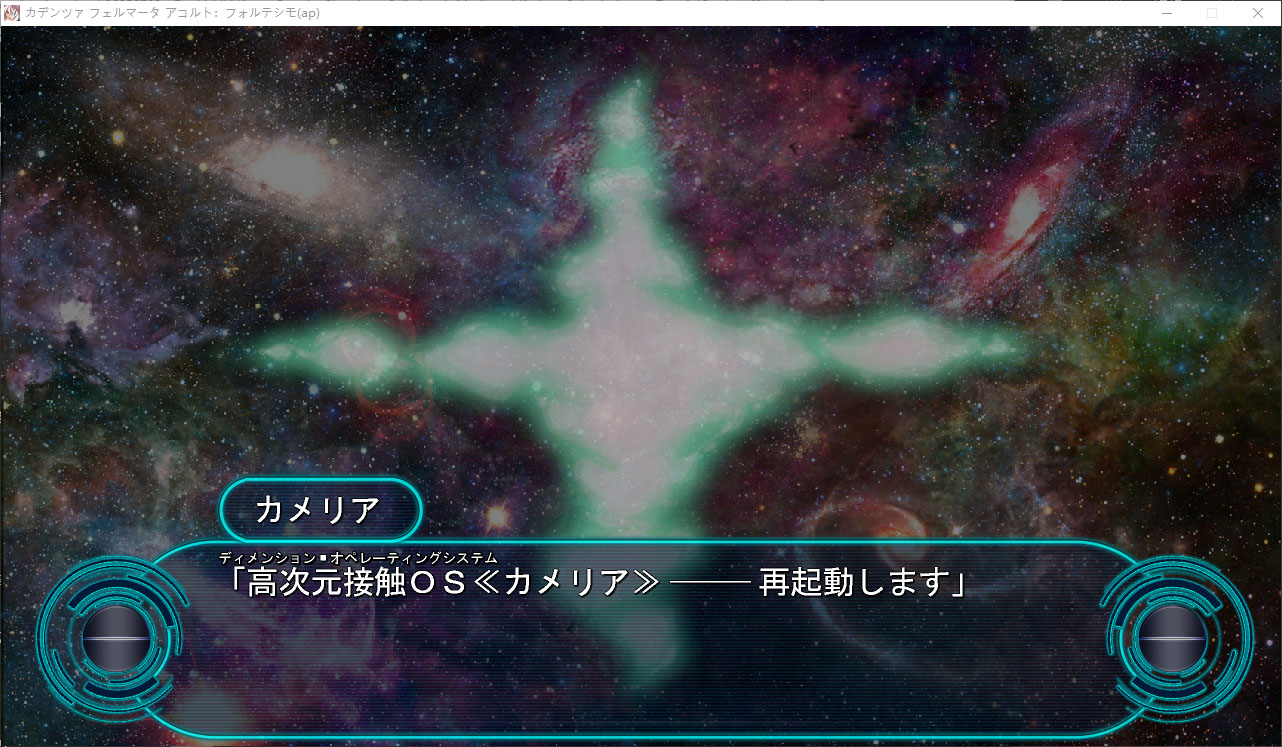 カデンツァ フェルマータ アコルト：フォルテシモ(ap)
カメリア
ディメンション■オペレーティングシステム
「高次元接触ＯＳ≪カメリア≫ ――― 再起動します」